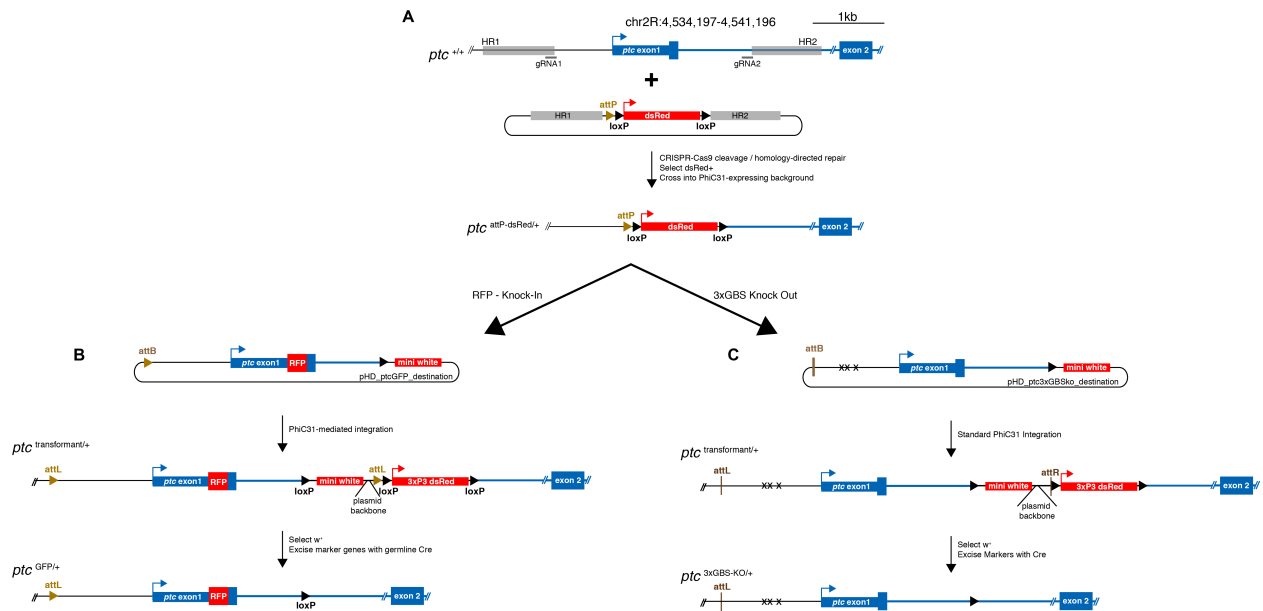 A
chr2R:4,534,197-4,541,196
1kb
HR1
HR2
ptc +/+
ptc exon1
exon 2
gRNA1
gRNA2
+
attP
HR1
dsRed
HR2
loxP
loxP
CRISPR-Cas9 cleavage / homology-directed repair
Select dsRed+
Cross into PhiC31-expressing background
ptc attP-dsRed/+
attP
dsRed
exon 2
loxP
loxP
RFP - Knock-In
3xGBS Knock Out
B
attB
ptc exon1
RFP
mini white
pHD_ptcGFP_destination
PhiC31-mediated integration
ptc transformant/+
attL
attL
ptc exon1
RFP
mini white
3xP3 dsRed
exon 2
loxP
loxP
loxP
plasmid
backbone
Select w+
Excise marker genes with germline Cre
ptc GFP/+
attL
ptc exon1
RFP
exon 2
loxP
C
attB
XX X
ptc exon1
mini white
pHD_ptc3xGBSko_destination
Standard PhiC31 Integration
ptc transformant/+
attL
attR
XX X
ptc exon1
mini white
3xP3 dsRed
exon 2
plasmid
backbone
Select w+
Excise Markers with Cre
ptc 3xGBS-KO/+
attL
XX X
ptc exon1
exon 2